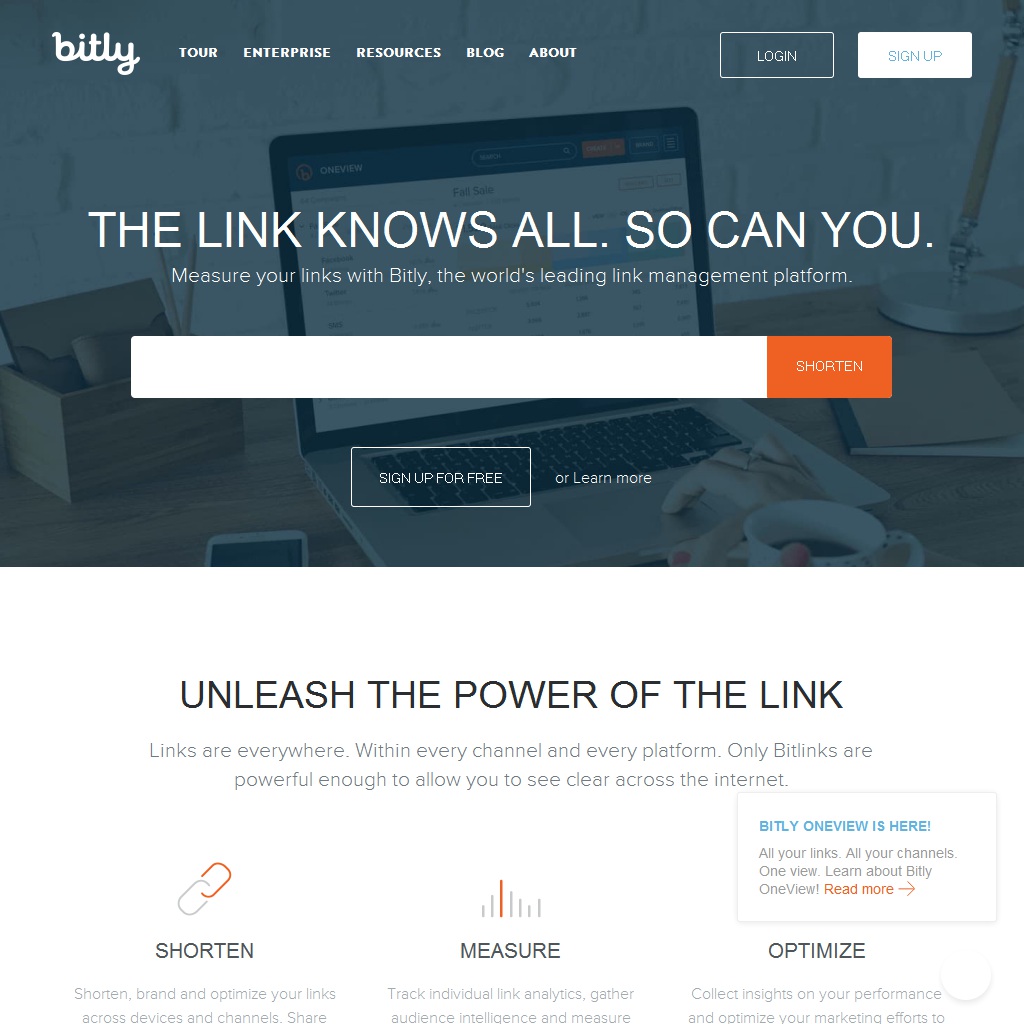 bitly
TOUR ENTERPRISE RESOURCES BLOG ABOUT
LOGIN
SIGN UP
ONEVIEW
SEARCH
Fall Sale
THE LINK KNOWS ALL. SO CAN YOU.
Measure your links with Bitly, the world's leading link management platform.
SHORTEN
SIGN UP FOR FREE
or Learn more
UNLEASH THE POWER OF THE LINK
Links are everywhere. Within every channel and every platform. Only Bitlinks are
powerful enough to allow you to see clear across the internet.
BITLY ONEVIEW IS HERE!
All your links. All your channels.
One view. Learn about Bitly
OneView! Read more
SHORTEN
Shorten, brand and optimize your links
across devices and channels. Share
MEASURE
Track individual link analytics, gather
audience intelligence and measure
OPTIMIZE
Collect insights on your performance
and optimize your marketing efforts to